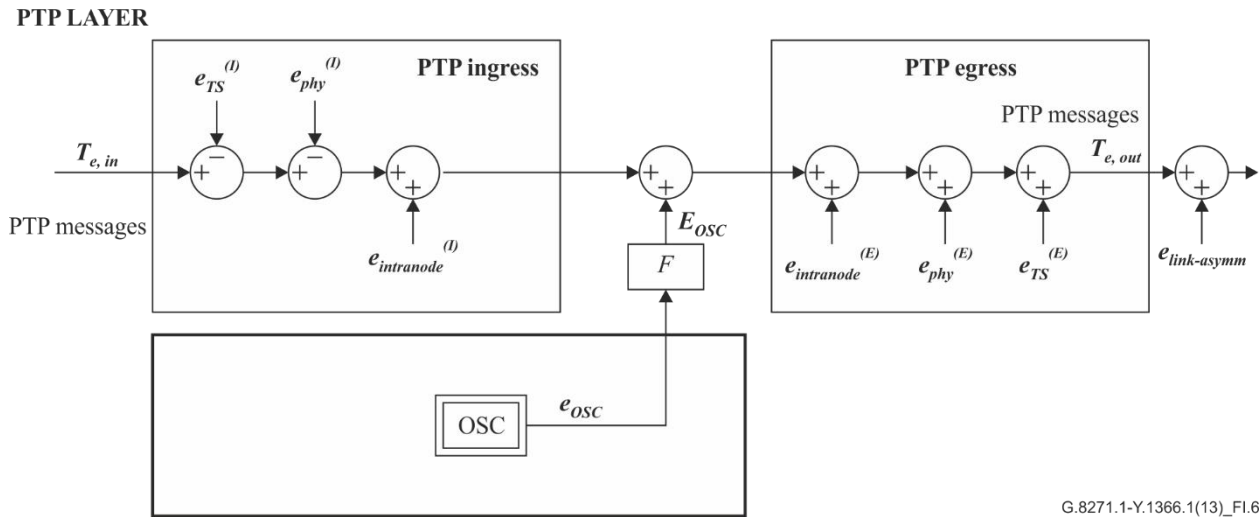 PTP LAYER
e_TS^(I)
e_phy^(I)
PTP ingress
PTP egress
PTP messages
T_e, in
T_e, out
− − + + + + + + + + + + + + + +
PTP messages
e_intranode^(I)
E_OSC
F
e_intranode^(E)
e_phy^(E)
e_TS^(E)
e_link-asymm
OSC
e_OSC
G.8271.1-Y.1366.1(13)_FI.6